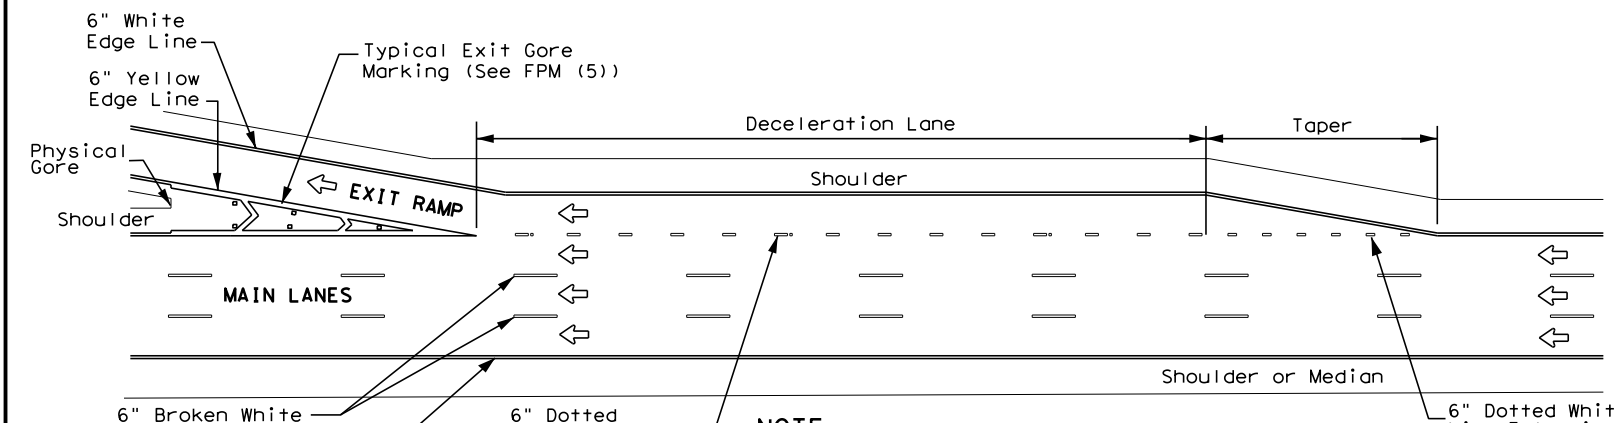 6" White
Edge Line
Typical Exit Gore
Marking (See FPM (5))
6" Yellow
Edge Line
Deceleration Lane
Taper
Physical
Gore
Shoulder
EXIT RAMP
Shoulder
MAIN LANES
Shoulder or Median
6" Broken White
6" Dotted
NOTE
6" Dotted Whit